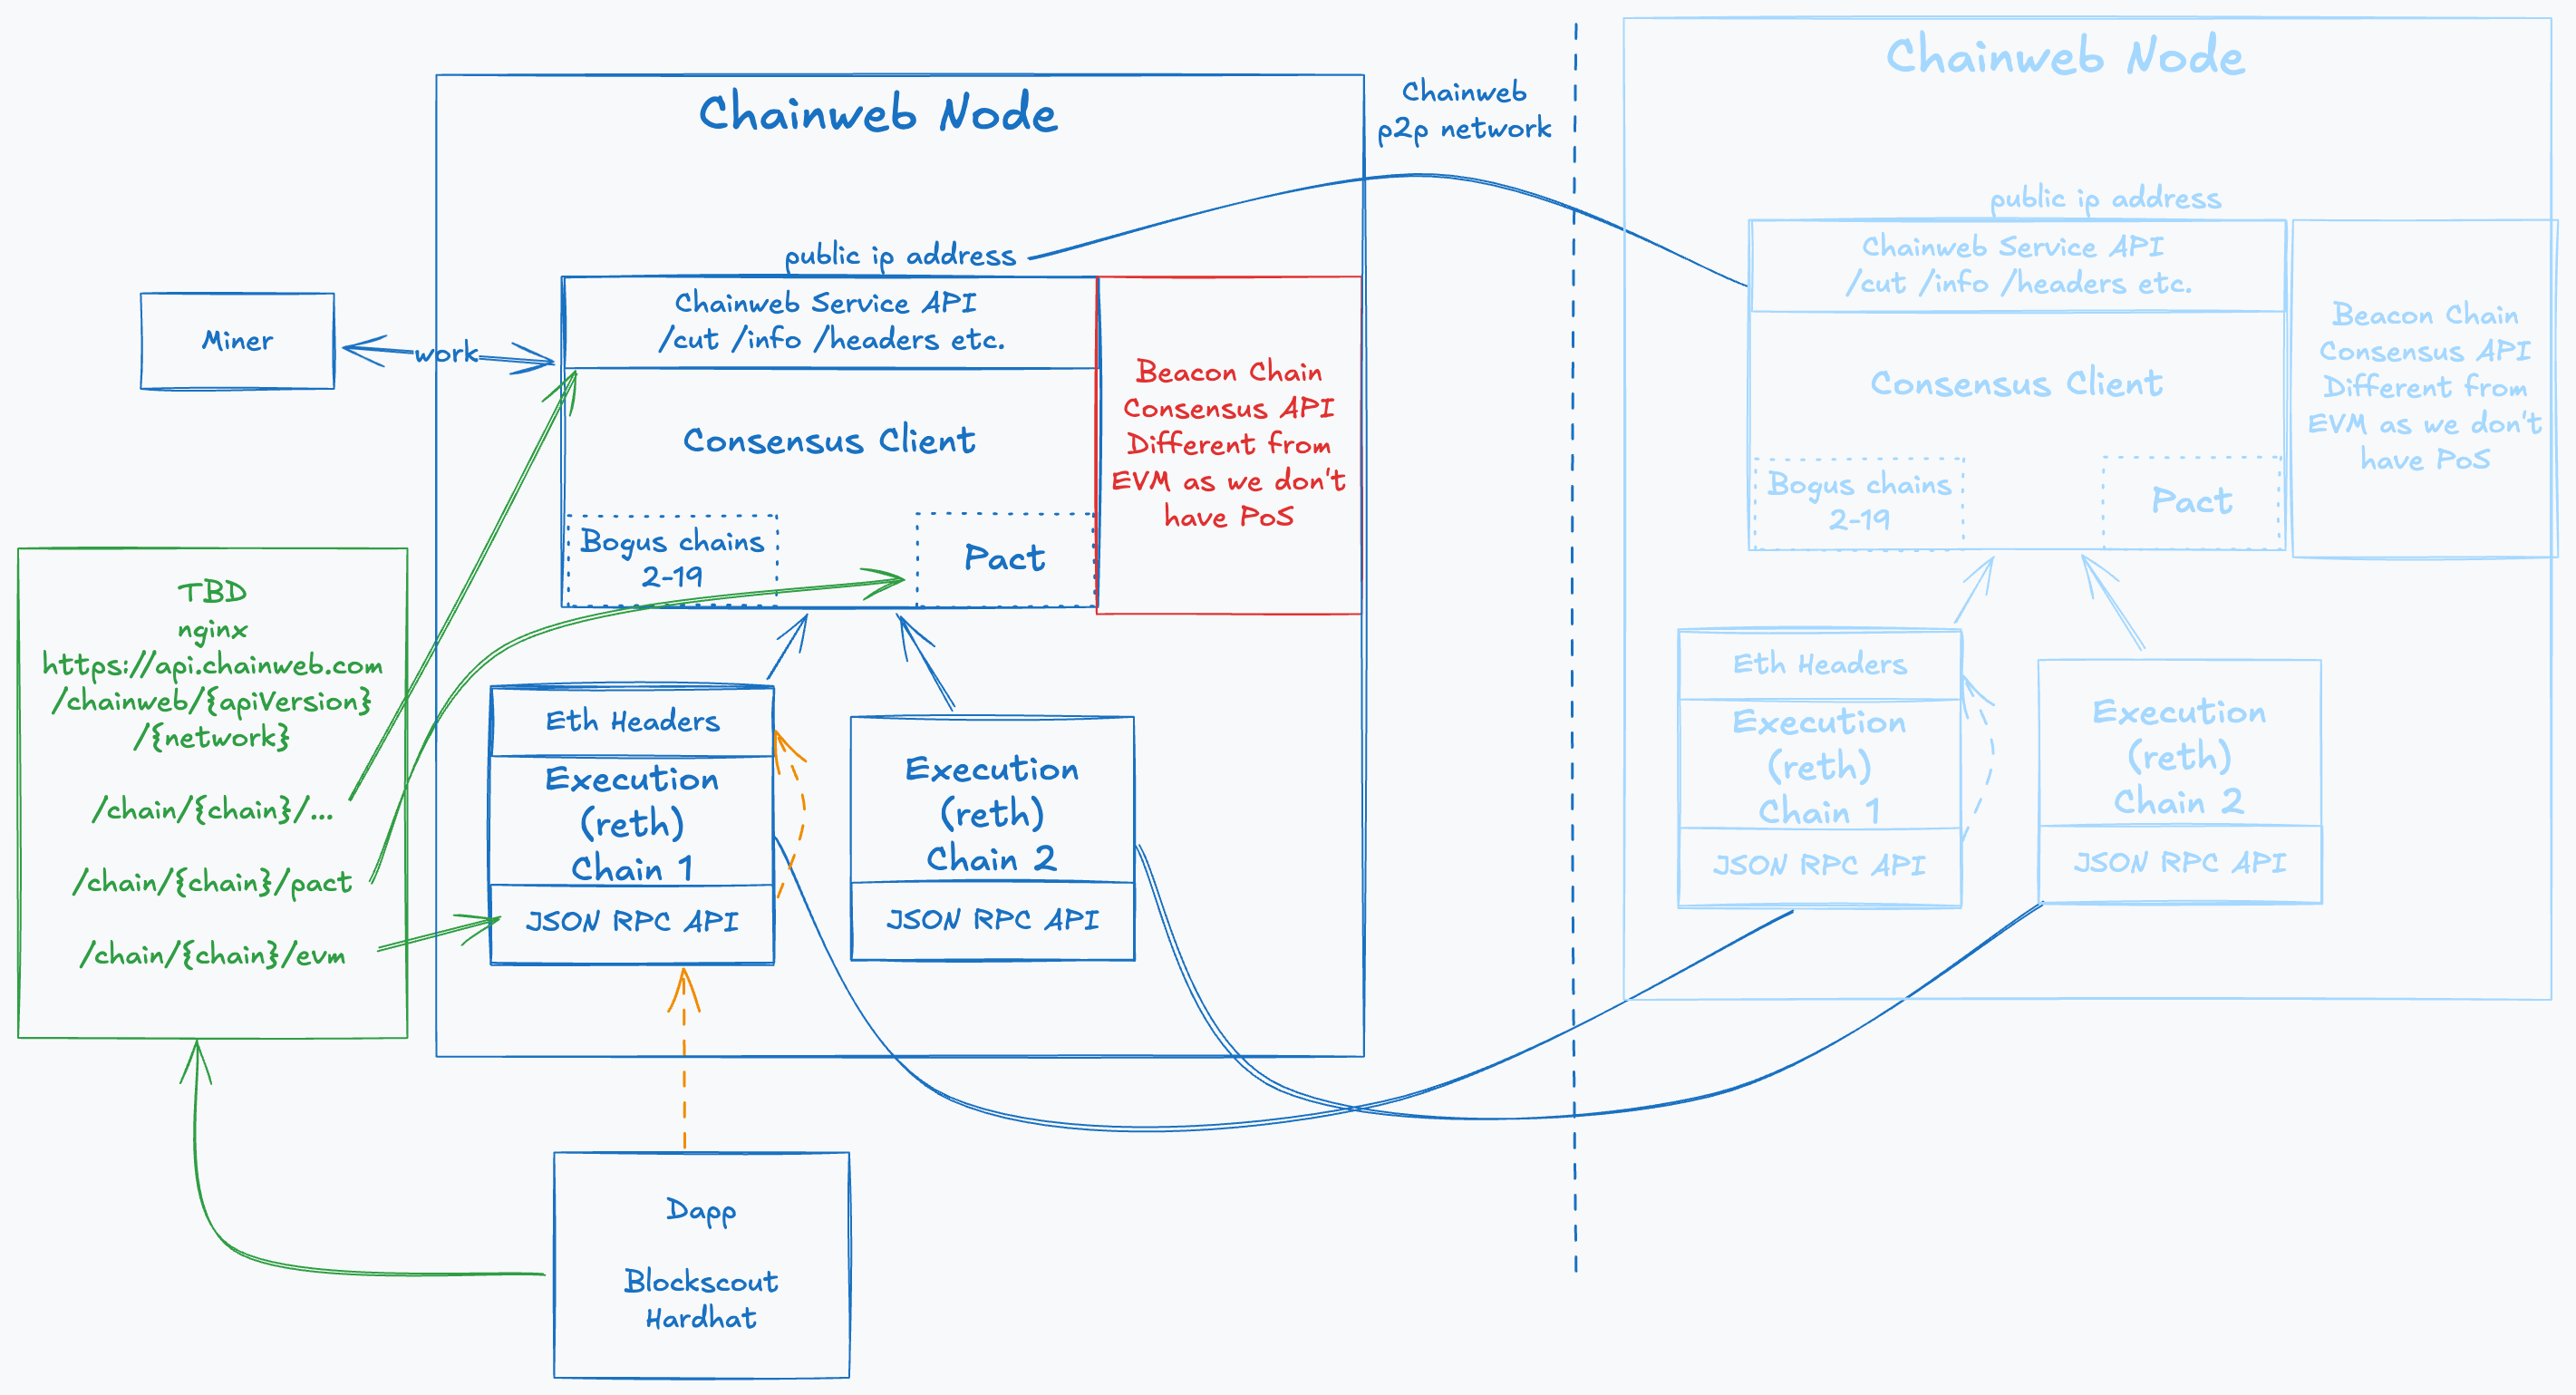 Chainweb Node
Chainweb
p2p network
public ip address
Chainweb Service API
/cut /info /headers etc.
Miner
work
Consensus Client
Beacon Chain
Consensus API
Different from
EVM as we don't
have PoS
Bogus chains
2-19
Pact
TBD
nginx
https://api.chainweb.com
/chainweb/{apiVersion}
/{network}
/chain/{chain}/...
/chain/{chain}/pact
/chain/{chain}/evm
Eth Headers
Execution
(reth)
Chain 1
JSON RPC API
Execution
(reth)
Chain 2
JSON RPC API
Dapp
Blockscout
Hardhat
Chainweb Node
public ip address
Chainweb Service API
/cut /info /headers etc.
Consensus Client
Beacon Chain
Consensus API
Different from
EVM as we don't
have PoS
Bogus chains
2-19
Pact
Eth Headers
Execution
(reth)
Chain 1
JSON RPC API
Execution
(reth)
Chain 2
JSON RPC API